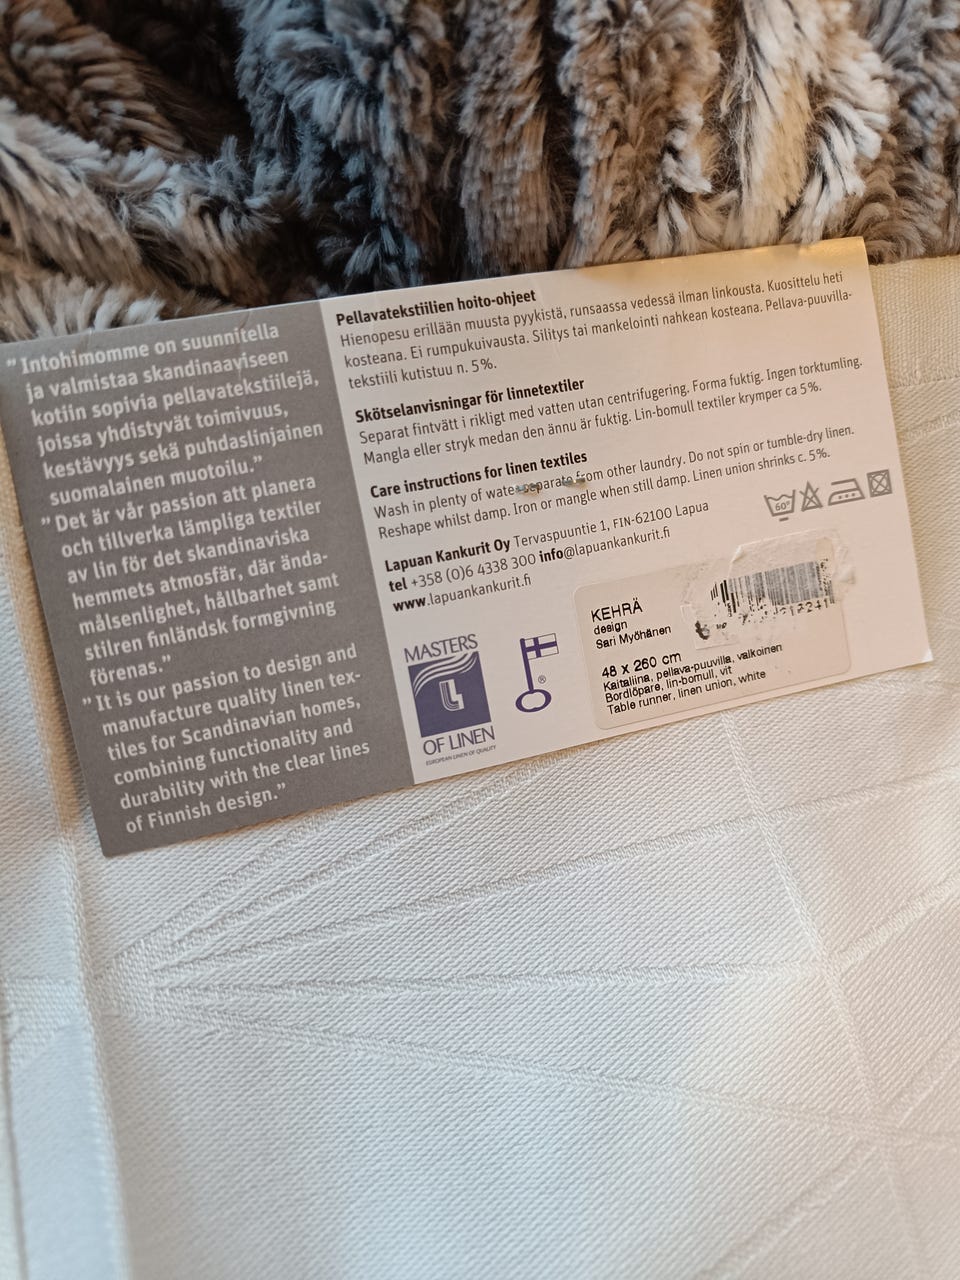 " Intohimomme on suunnitella
ja valmistaa skandinaaviseen
kotiin sopivia pellavatekstiilejä,
joissa yhdistyvät toimivuus,
kestävyys sekä puhdaslinjainen
suomalainen muotoilu."
" Det är vår passion att planera
och tillverka lämpliga textiler
av lin för det skandinaviska
hemmets atmosfär, där ända-
målsenlighet, hållbarhet samt
stilren finländsk formgivning
förenas."
" It is our passion to design and
manufacture quality linen tex-
tiles for Scandinavian homes,
combining functionality and
durability with the clear lines
of Finnish design."
Pellavatekstiilien hoito-ohjeet
Hienopesu erillään muusta pyykistä, runsaassa vedessä ilman linkousta. Kuosittelu heti
kosteana. Ei rumpukuivausta. Silitys tai mankelointi nahkean kosteana. Pellava-puuvilla-
tekstiili kutistuu n. 5%.
Skötselanvisningar för linnetextiler
Separat fintvätt i rikligt med vatten utan centrifugering. Forma fuktig. Ingen torktumling.
Mangla eller stryk medan den ännu är fuktig. Lin-bomull textiler krymper ca 5%.
Care instructions for linen textiles
Wash in plenty of water separate from other laundry. Do not spin or tumble-dry linen.
Reshape whilst damp. Iron or mangle when still damp. Linen union shrinks c. 5%.
60°
Lapuan Kankurit Oy Tervaspuuntie 1, FIN-62100 Lapua
tel +358 (0)6 4338 300 info@lapuankankurit.fi
www.lapuankankurit.fi
MASTERS
OF LINEN
EUROPEAN LINEN OF QUALITY
®
KEHRÄ
design
Sari Myöhänen
48 x 260 cm
Kaitaliina, pellava-puuvilla, valkoinen
Bordlöpare, lin-bomull, vit
Table runner, linen union, white